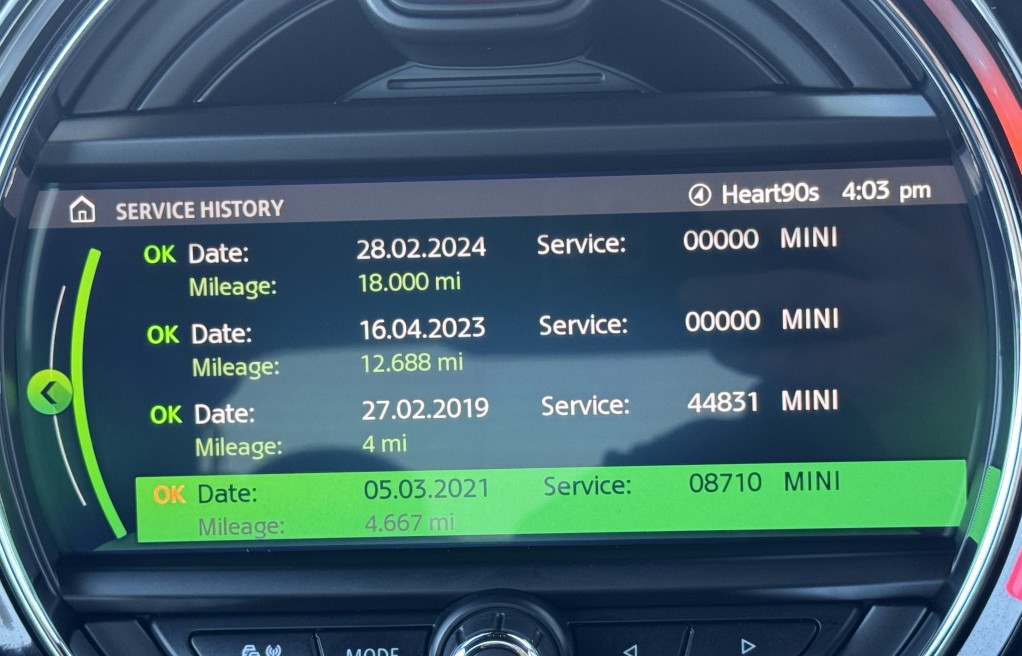 SERVICE HISTORY Heart90s 4:03 pm
OK Date: 28.02.2024 Service: 00000 MINI
Mileage: 18.000 mi
OK Date: 16.04.2023 Service: 00000 MINI
Mileage: 12.688 mi
OK Date: 27.02.2019 Service: 44831 MINI
Mileage: 4 mi
OK Date: 05.03.2021 Service: 08710 MINI
Mileage: 4.667 mi
MODE